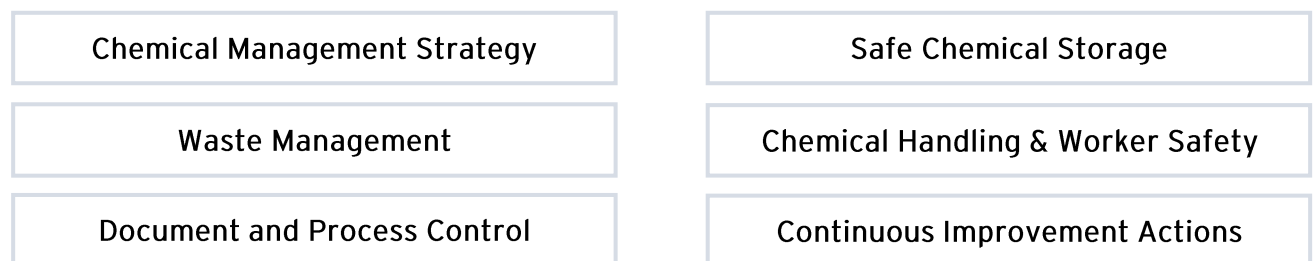 Chemical Management Strategy
Safe Chemical Storage
Waste Management
Chemical Handling & Worker Safety
Document and Process Control
Continuous Improvement Actions